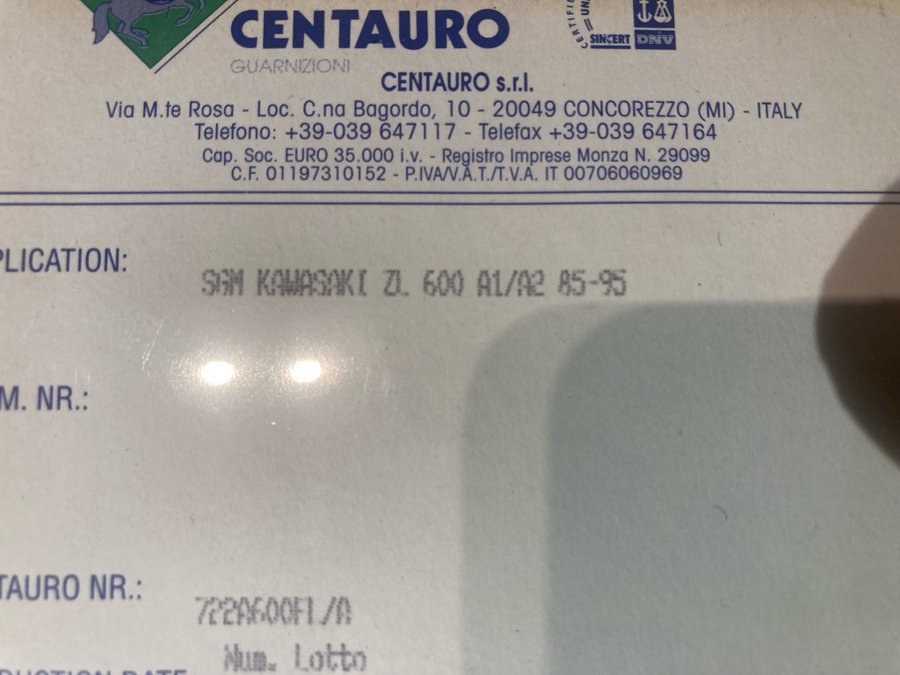 CENTAURO
GUARNIZIONI
SINCERT DNV
CENTAURO s.r.l.
Via M.te Rosa - Loc. C.na Bagordo, 10 - 20049 CONCOREZZO (MI) - ITALY
Telefono: +39-039 647117 - Telefax +39-039 647164
Cap. Soc. EURO 35.000 i.v. - Registro Imprese Monza N. 29099
C.F. 01197310152 - P.IVA/V.A.T./T.V.A. IT 00706060969
PLICATION:
SGM KAWASAKI ZL 600 A1/A2 85-95
M. NR.:
TAURO NR.:
722A600FL/A
Num. Lotto